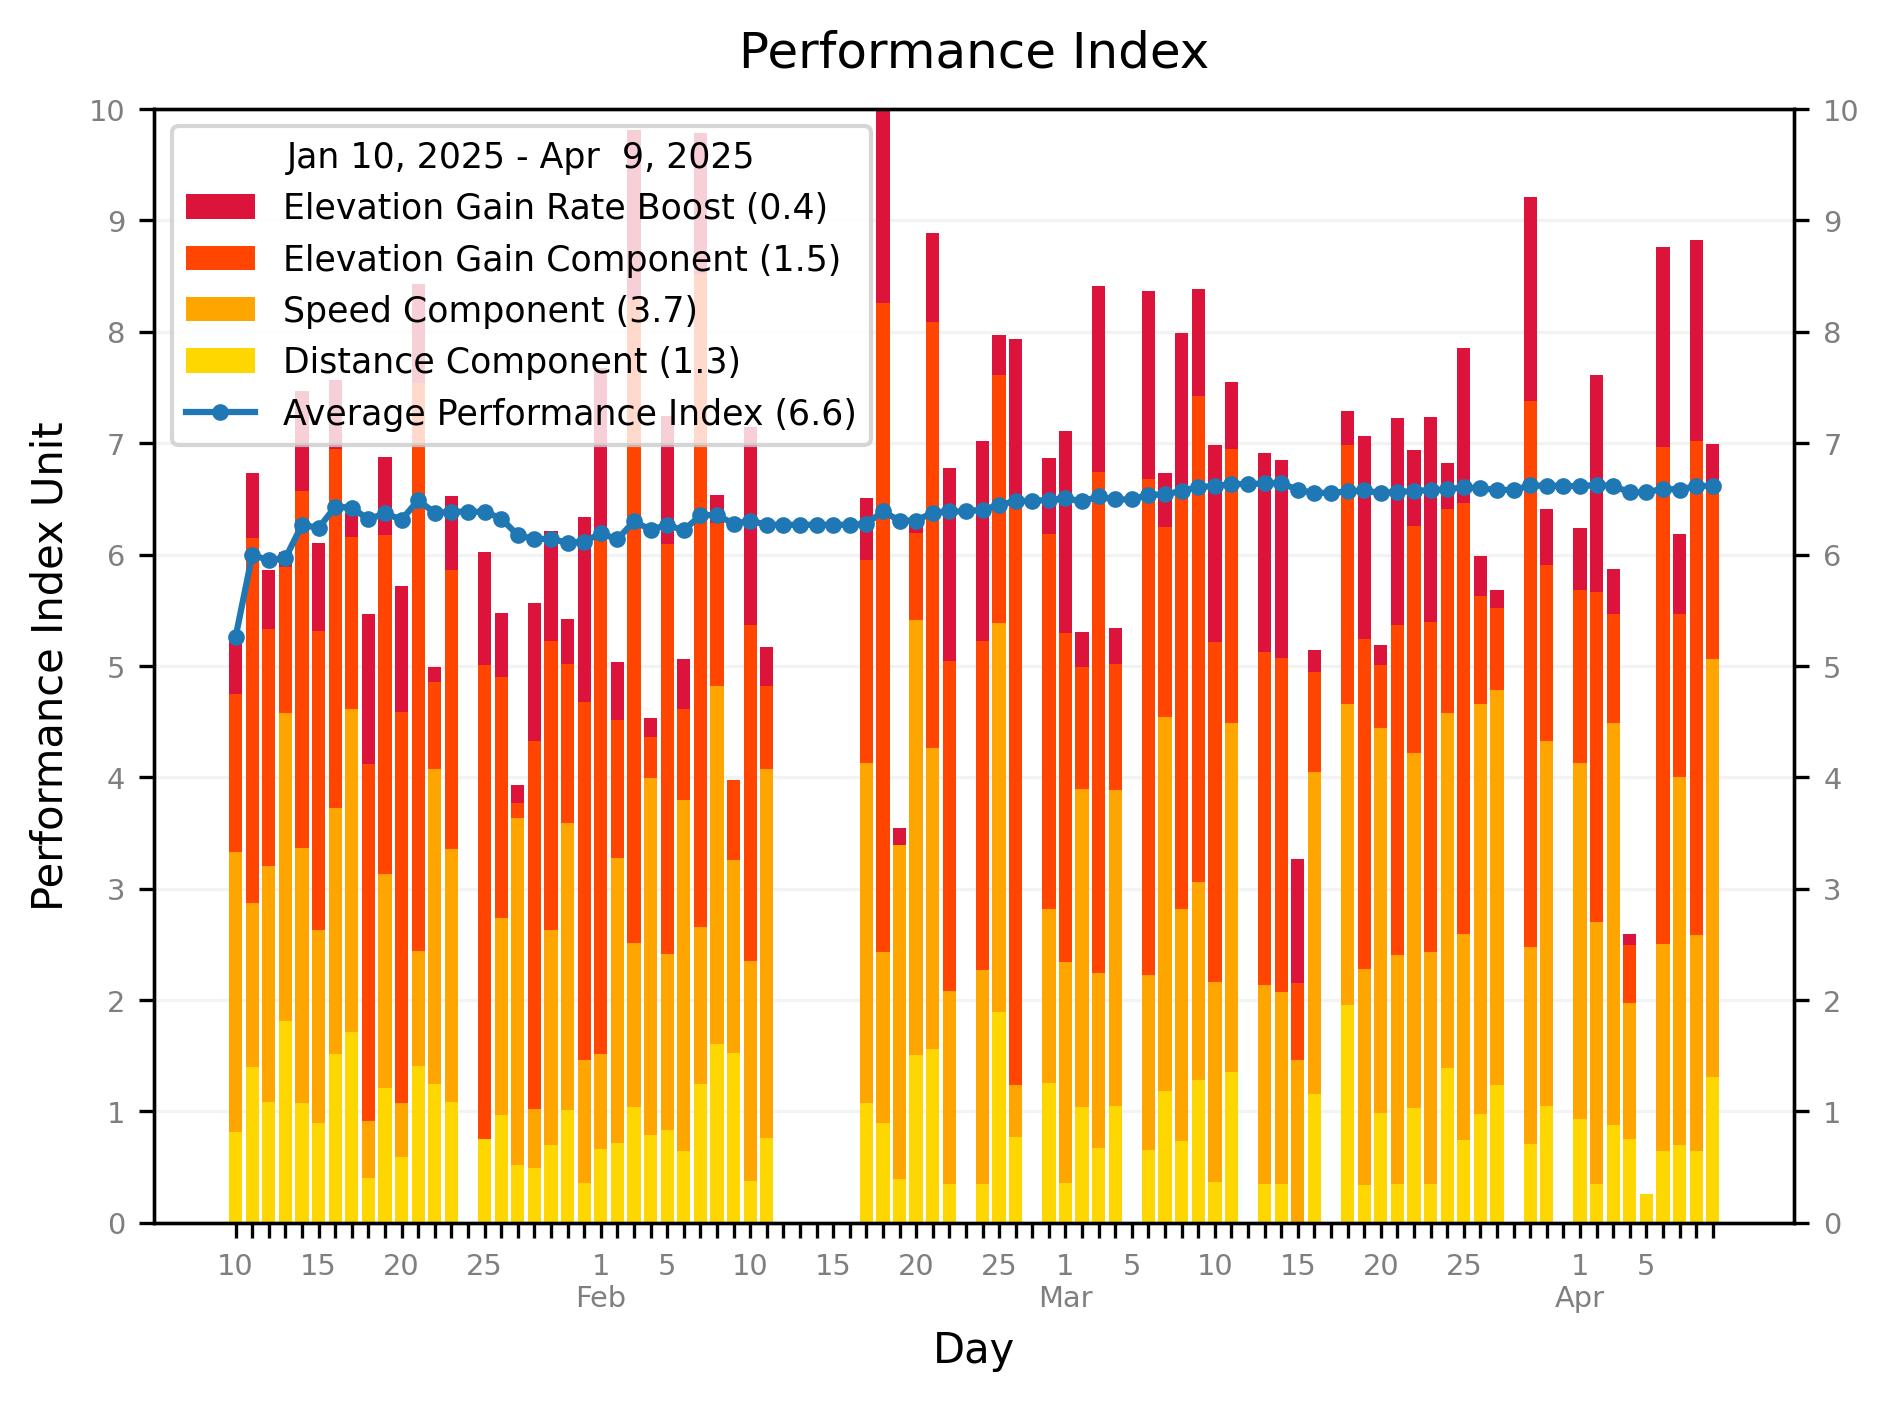 Performance Index
Jan 10, 2025 - Apr  9, 2025
Elevation Gain Rate Boost (0.4)
Elevation Gain Component (1.5)
Speed Component (3.7)
Distance Component (1.3)
Average Performance Index (6.6)
Performance Index Unit
10 10
9 9
8 8
7 7
6 6
5 5
4 4
3 3
2 2
1 1
0 0
10 15 20 25 1 5 10 15 20 25 1 5 10 15 20 25 1 5
Feb Mar Apr
Day